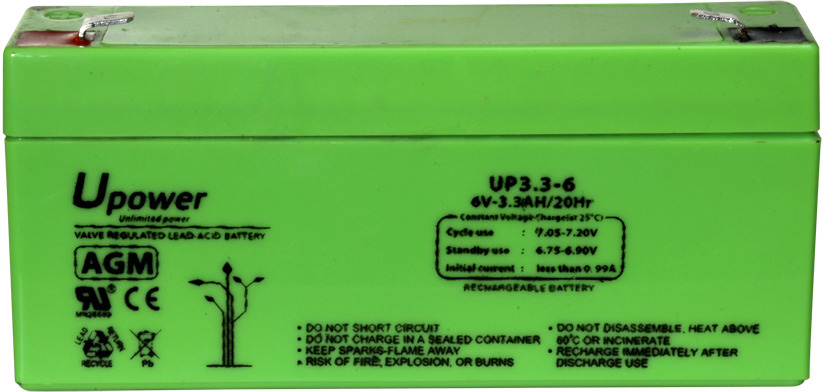 Upower
Unlimited power
VALVE REGULATED LEAD-ACID BATTERY
AGM
CE
LEAD RETURN
RECYCLE
Pb
UP3.3-6
6V-3.3AH/20Hr
Constant Voltage Charge(at 25°C)
Cycle use : 7.05-7.20V
Standby use : 6.75-6.90V
Initial current : less than 0.99A
RECHARGEABLE BATTERY
• DO NOT SHORT CIRCUIT
• DO NOT CHARGE IN A SEALED CONTAINER
• KEEP SPARKS-FLAME AWAY
• RISK OF FIRE, EXPLOSION, OR BURNS
• DO NOT DISASSEMBLE, HEAT ABOVE
60°C OR INCINERATE
• RECHARGE IMMEDIATELY AFTER
DISCHARGE USE